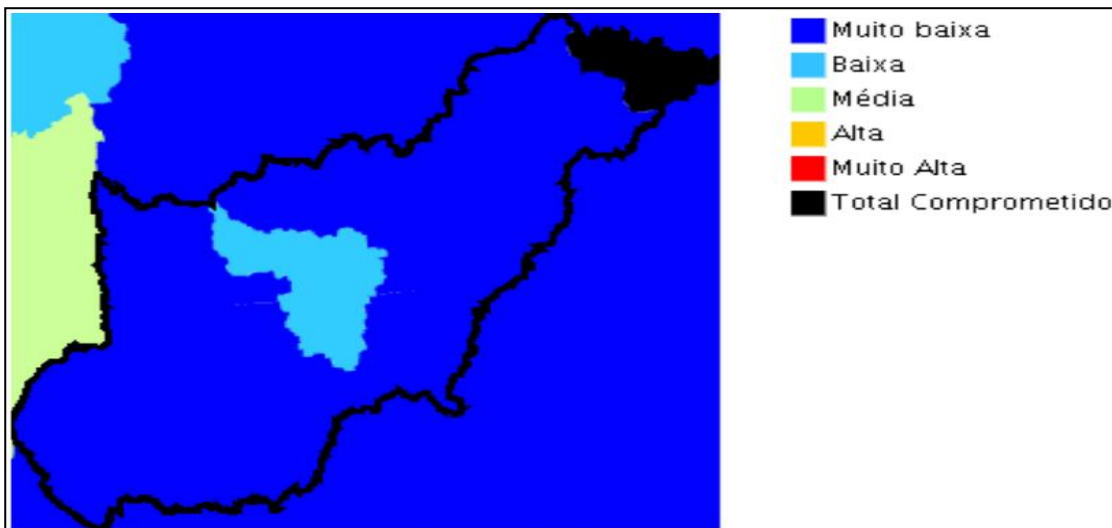 Muito baixa
Baixa
Média
Alta
Muito Alta
Total Comprometido